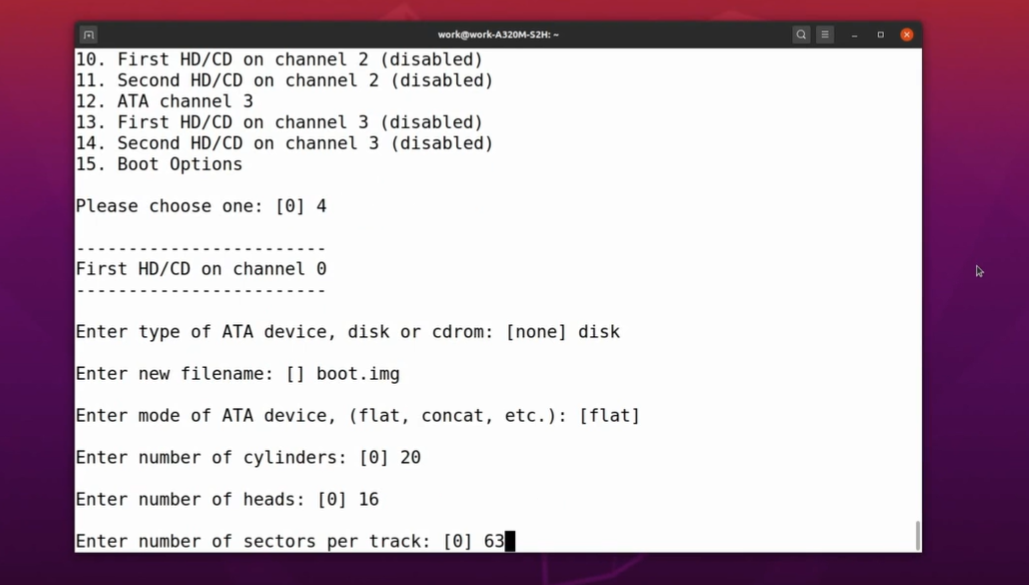 work@work-A320M-S2H: ~
10. First HD/CD on channel 2 (disabled)
11. Second HD/CD on channel 2 (disabled)
12. ATA channel 3
13. First HD/CD on channel 3 (disabled)
14. Second HD/CD on channel 3 (disabled)
15. Boot Options
Please choose one: [0] 4
------------------------
First HD/CD on channel 0
------------------------
Enter type of ATA device, disk or cdrom: [none] disk
Enter new filename: [] boot.img
Enter mode of ATA device, (flat, concat, etc.): [flat]
Enter number of cylinders: [0] 20
Enter number of heads: [0] 16
Enter number of sectors per track: [0] 63